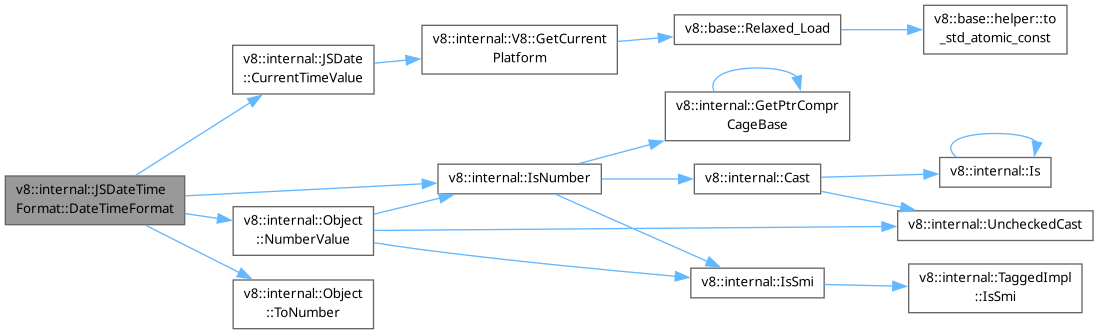 v8::base::helper::to
_std_atomic_const
v8::base::Relaxed_Load
v8::internal::V8::GetCurrent
Platform
v8::internal::JSDate
::CurrentTimeValue
v8::internal::GetPtrCompr
CageBase
v8::internal::JSDateTime
Format::DateTimeFormat
v8::internal::IsNumber
v8::internal::Cast
v8::internal::Is
v8::internal::Object
::NumberValue
v8::internal::UncheckedCast
v8::internal::IsSmi
v8::internal::TaggedImpl
::IsSmi
v8::internal::Object
::ToNumber